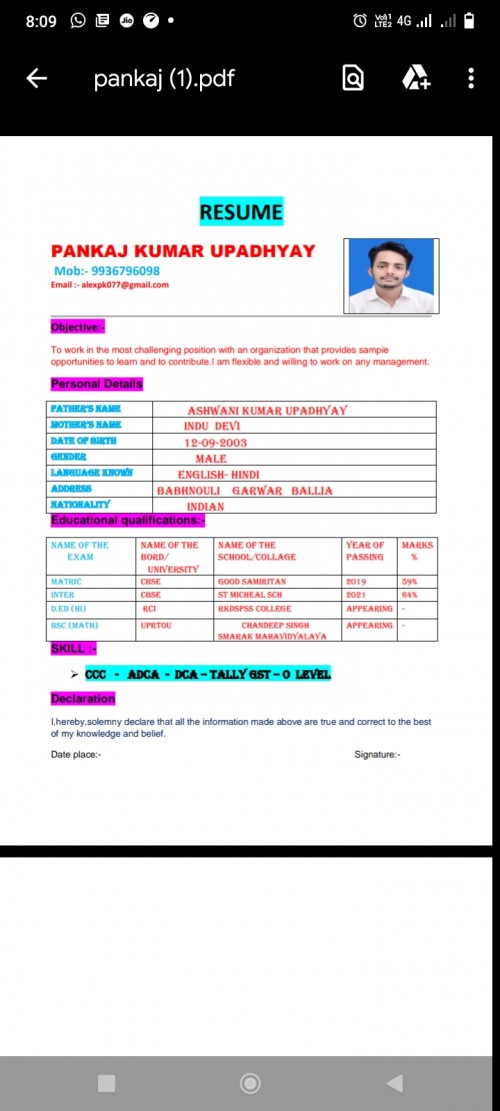 8:09
Jio
Vo)) 1
LTE2 4G
pankaj (1).pdf
RESUME
PANKAJ KUMAR UPADHYAY
Mob:- 9936796098
Email :- alexpk077@gmail.com
Objective:-
To work in the most challenging position with an organization that provides sampie
opportunities to learn and to contribute.I am flexible and willing to work on any management.
Personal Details
FATHER'S NAME ASHWANI KUMAR UPADHYAY
MOTHER'S NAME INDU DEVI
DATE OF BIRTH 12-09-2003
GENDER MALE
LANGUAGE KNOWN ENGLISH- HINDI
ADDRESS BABHNOULI GARWAR BALLIA
NATIONALITY INDIAN
Educational qualifications:-
NAME OF THE EXAM NAME OF THE BORD/ UNIVERSITY NAME OF THE SCHOOL/COLLAGE YEAR OF PASSING MARKS %
MATRIC CBSE GOOD SAMIRITAN 2019 59%
INTER CBSE ST MICHEAL SCH 2021 64%
D.ED (HI) RCI RKDSPSS COLLEGE APPEARING -
BSC (MATH) UPRTOU CHANDEEP SINGH SMARAK MAHAVIDYALAYA APPEARING -
SKILL :-
➢ CCC - ADCA - DCA – TALLY GST – O LEVEL
Declaration
I,hereby,solemny declare that all the information made above are true and correct to the best
of my knowledge and belief.
Date place:- Signature:-